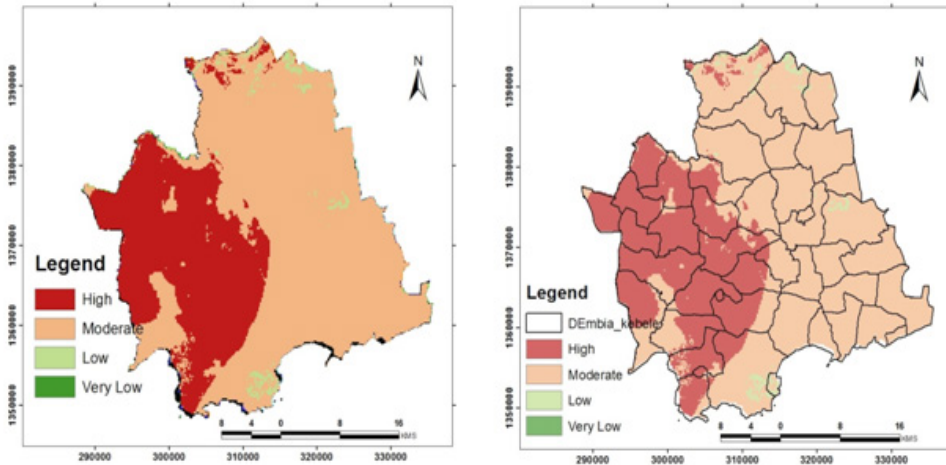 N
1390000
1380000
1370000
1360000
1350000
Legend
High
Moderate
Low
Very Low
8 4 0 8 16
KMS
290000 300000 310000 320000 330000
N
1390000
1380000
1370000
1360000
1350000
Legend
DEmbia_kebeles
High
Moderate
Low
Very Low
8 4 0 8 16
KMS
290000 300000 310000 320000 330000